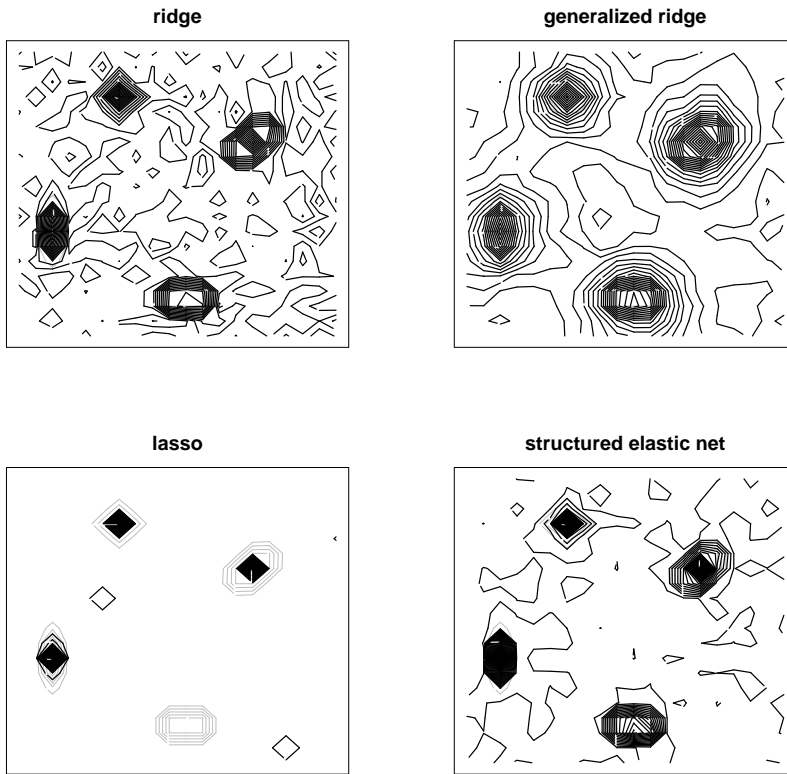 ridge
generalized ridge
lasso
structured elastic net